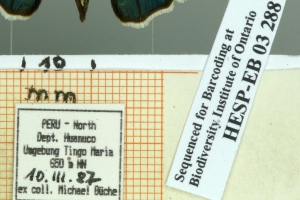 10
mm
PERU - North
Dept. Huanuco
Umgebung Tingo Maria
650 m NN
10. III. 87
ex coll. Michael Büche
Sequenced for Barcoding at
Biodiversity Institute of Ontario
HESP-EB 03 288